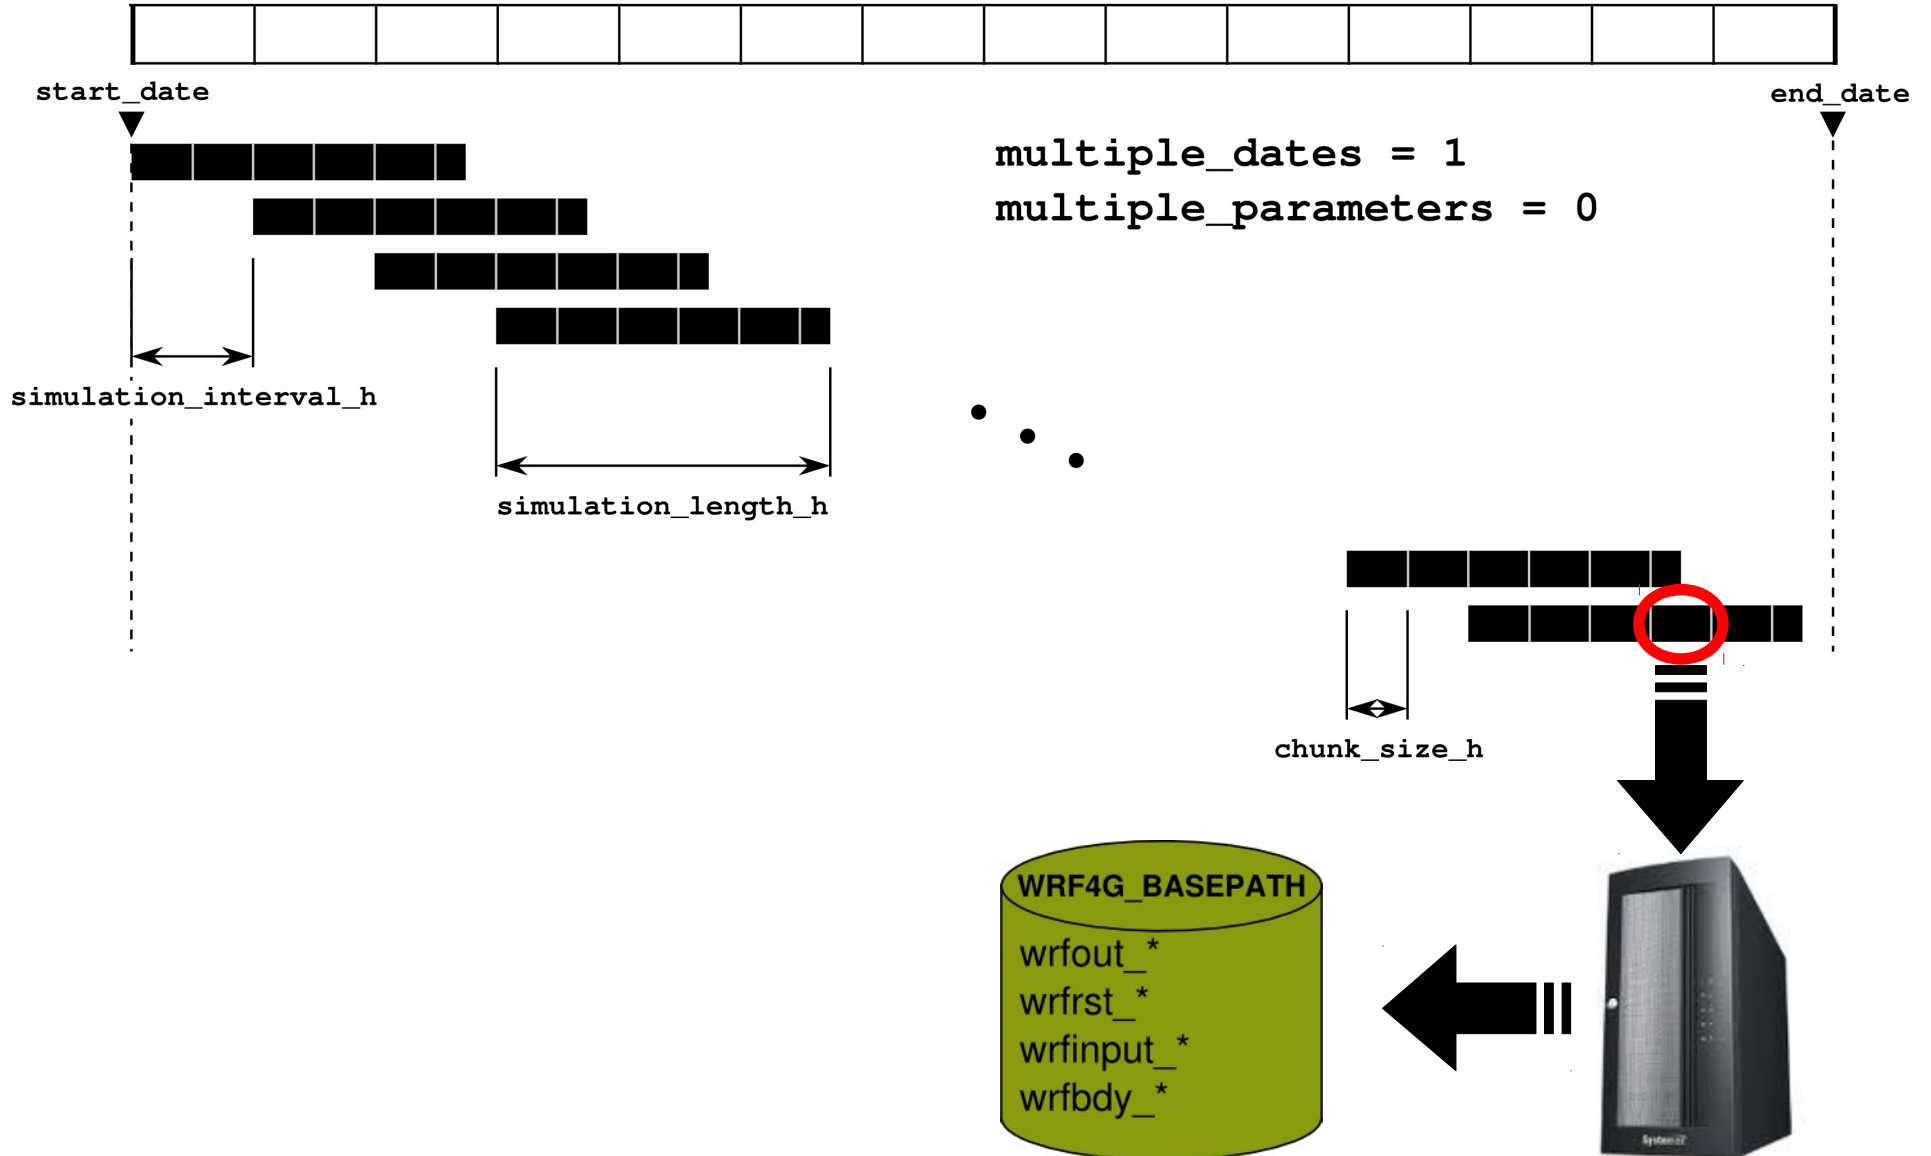 start_date
end_date
multiple_dates = 1
multiple_parameters = 0
simulation_interval_h
simulation_length_h
chunk_size_h
WRF4G_BASEPATH
wrfout_*
wrfrst_*
wrfinput_*
wrfbdy_*